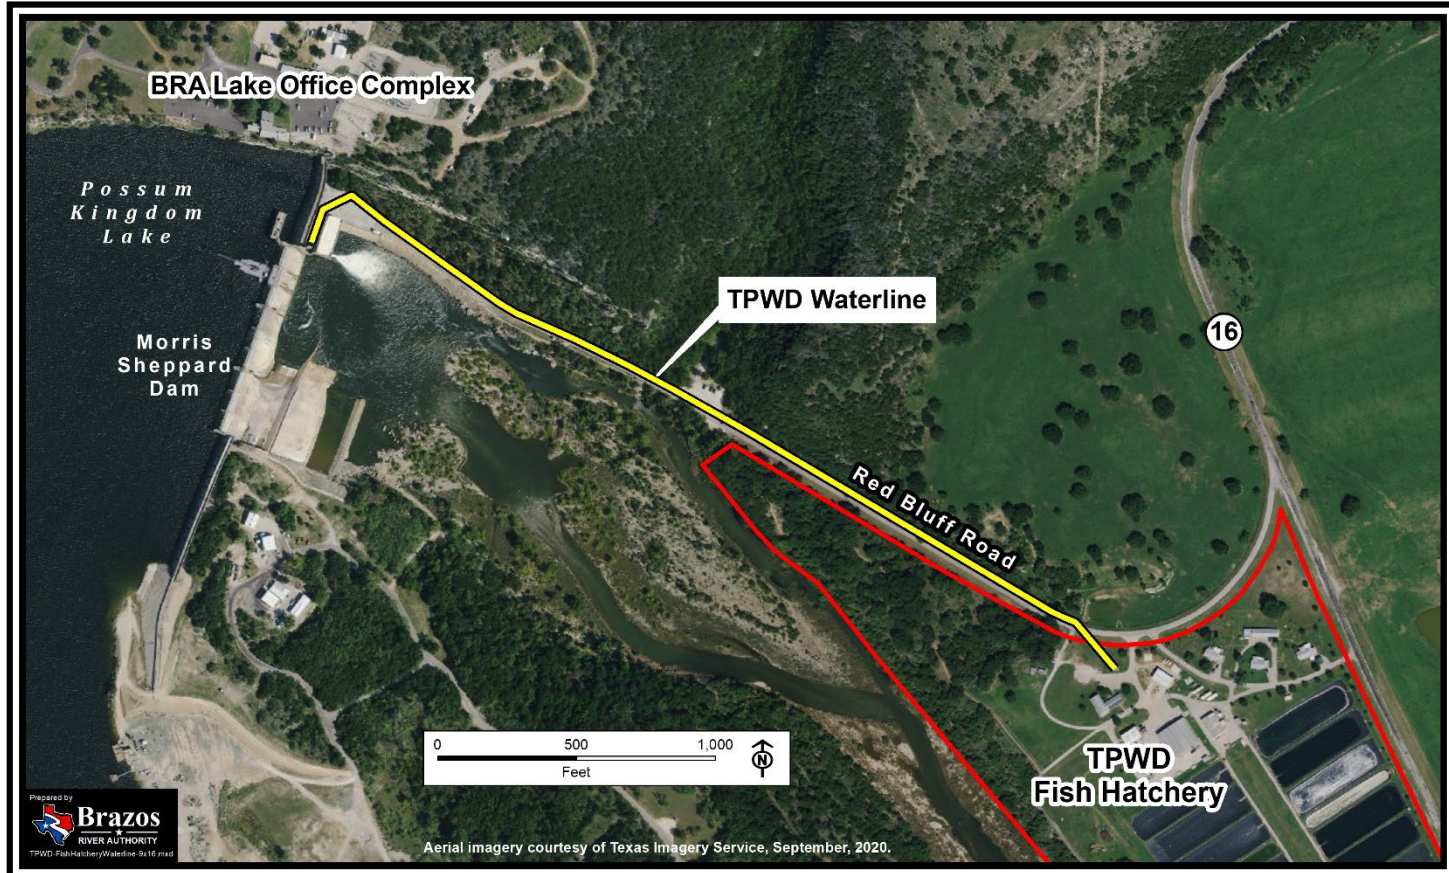 BRA Lake Office Complex
Possum
Kingdom
Lake
TPWD Waterline
16
Morris
Sheppard
Dam
Red Bluff Road
0 500 1,000
Feet
N
TPWD
Fish Hatchery
Prepared by
Brazos
RIVER AUTHORITY
TPWD-FishHatcheryWaterline-9x16.mxd
Aerial imagery courtesy of Texas Imagery Service, September, 2020.